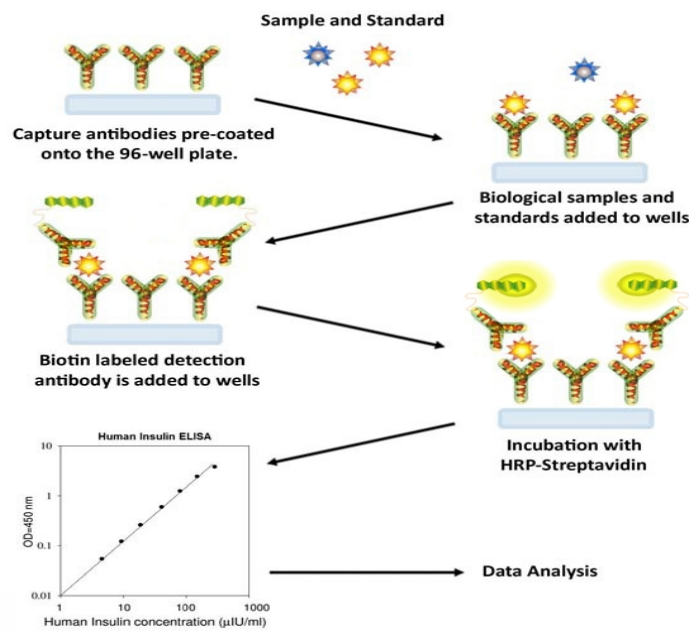 Sample and Standard
Capture antibodies pre-coated
onto the 96-well plate.
Biological samples and
standards added to wells
Biotin labeled detection
antibody is added to wells
Incubation with
HRP-Streptavidin
Human Insulin ELISA
10
1
0.1
0.01
OD=450 nm
1
10
100
1000
Human Insulin concentration (µIU/ml)
Data Analysis